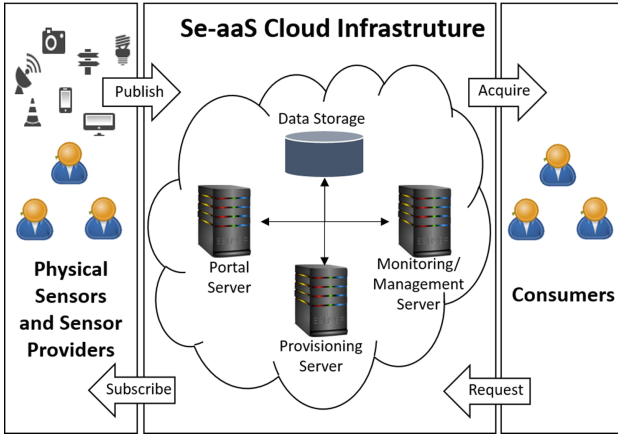 Se-aaS Cloud Infrastruture
Publish
Acquire
Data Storage
Portal
Server
Monitoring/
Management
Server
Provisioning
Server
Physical
Sensors
and Sensor
Providers
Consumers
Subscribe
Request